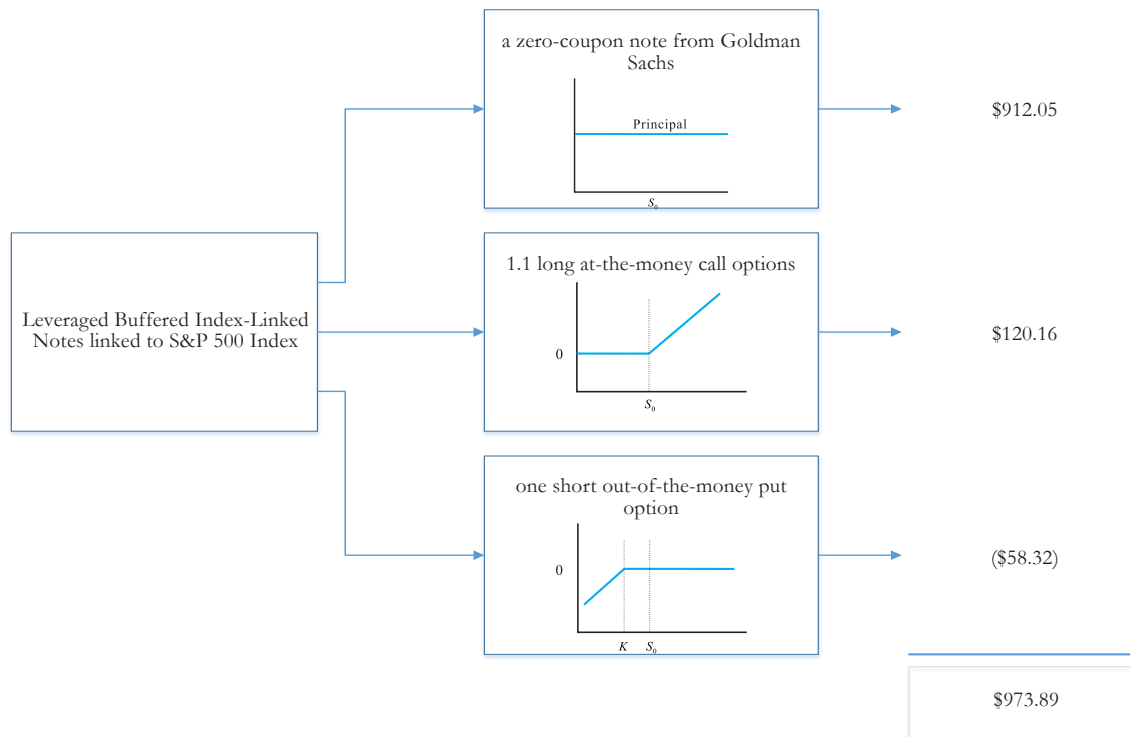 a zero-coupon note from Goldman
Sachs
Principal
S₀
$912.05
Leveraged Buffered Index-Linked
Notes linked to S&P 500 Index
1.1 long at-the-money call options
0
S₀
$120.16
one short out-of-the-money put
option
0
K S₀
($58.32)
$973.89